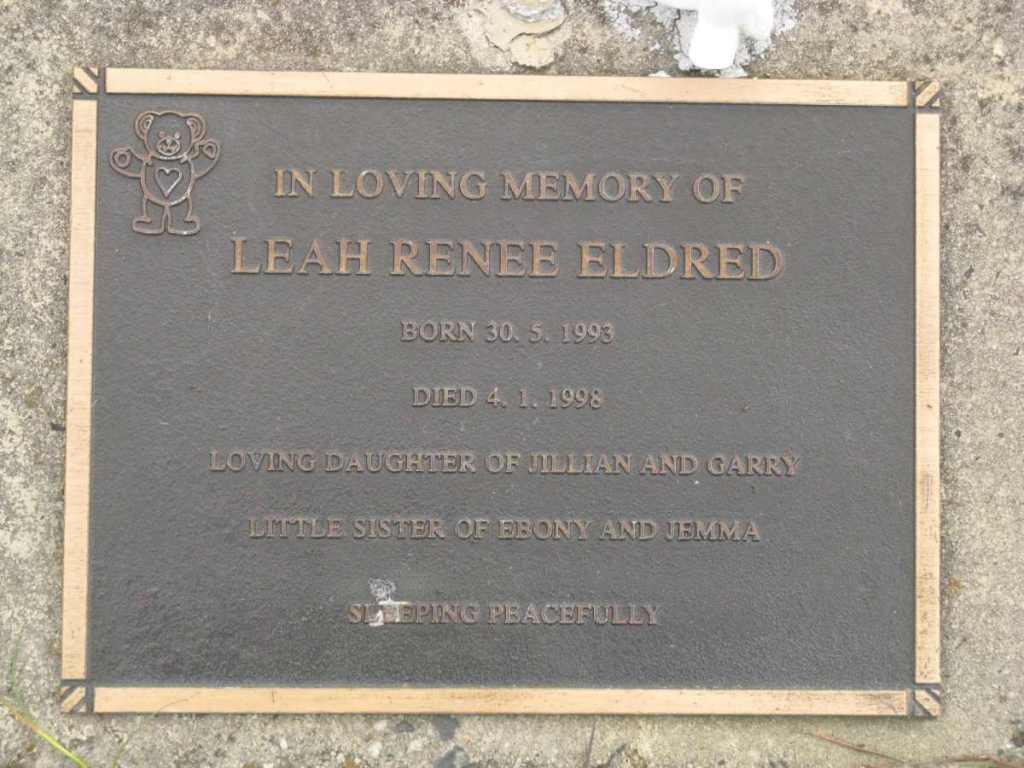 IN LOVING MEMORY OF
LEAH RENEE ELDRED
BORN 30. 5. 1993
DIED 4. 1. 1998
LOVING DAUGHTER OF JILLIAN AND GARRY
LITTLE SISTER OF EBONY AND JEMMA
SLEEPING PEACEFULLY